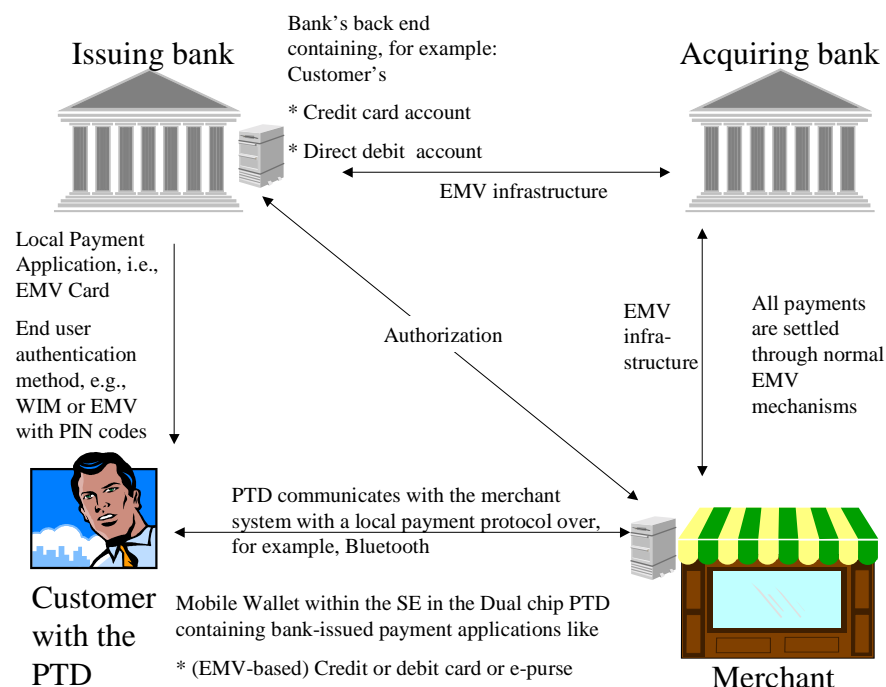 Issuing bank
Bank's back end
containing, for example:
Customer's
* Credit card account
* Direct debit account
Acquiring bank
EMV infrastructure
Local Payment
Application, i.e.,
EMV Card
End user
authentication
method, e.g.,
WIM or EMV
with PIN codes
Authorization
EMV
infra-
structure
All payments
are settled
through normal
EMV
mechanisms
PTD communicates with the merchant
system with a local payment protocol over,
for example, Bluetooth
Customer
with the
PTD
Mobile Wallet within the SE in the Dual chip PTD
containing bank-issued payment applications like
* (EMV-based) Credit or debit card or e-purse
Merchant